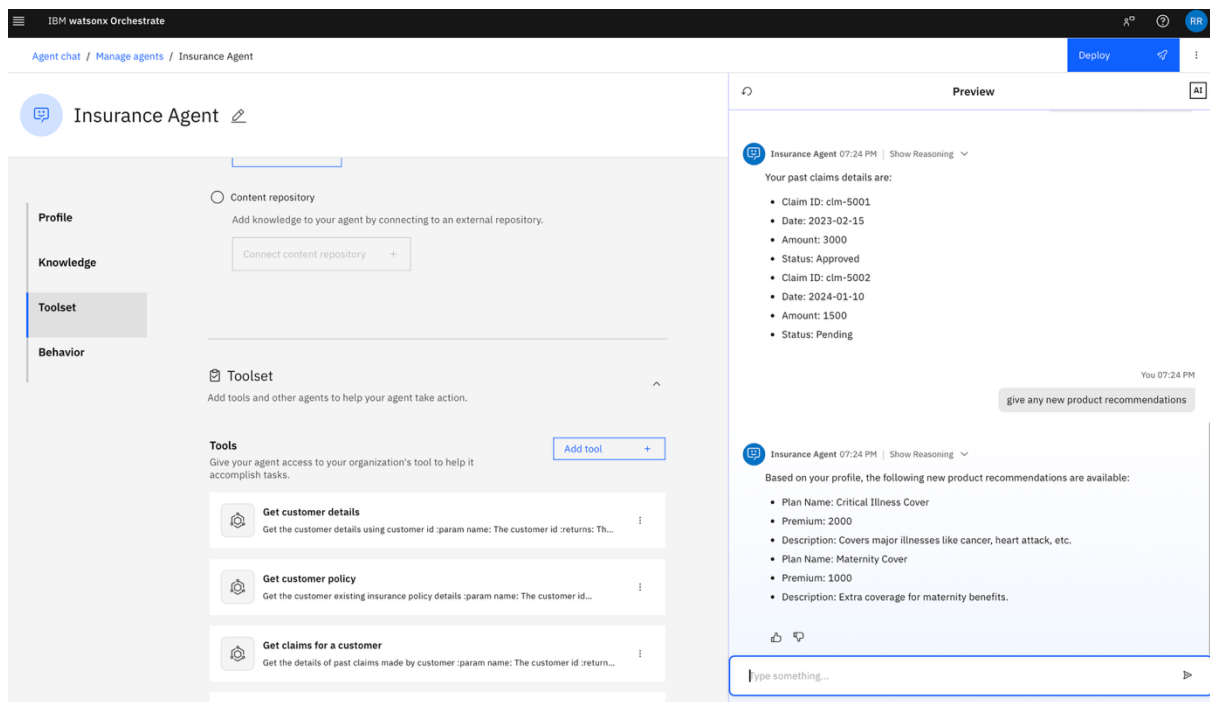 IBM watsonx Orchestrate
RR
Agent chat / Manage agents / Insurance Agent
Deploy
Insurance Agent
Profile
Knowledge
Toolset
Behavior
Content repository
Add knowledge to your agent by connecting to an external repository.
Connect content repository +
Toolset
Add tools and other agents to help your agent take action.
Tools
Give your agent access to your organization's tool to help it
accomplish tasks.
Add tool +
Get customer details
Get the customer details using customer id :param name: The customer id :returns: Th...
Get customer policy
Get the customer existing insurance policy details :param name: The customer id...
Get claims for a customer
Get the details of past claims made by customer :param name: The customer id :return...
Preview
AI
Insurance Agent 07:24 PM | Show Reasoning
Your past claims details are:
• Claim ID: clm-5001
• Date: 2023-02-15
• Amount: 3000
• Status: Approved
• Claim ID: clm-5002
• Date: 2024-01-10
• Amount: 1500
• Status: Pending
You 07:24 PM
give any new product recommendations
Insurance Agent 07:24 PM | Show Reasoning
Based on your profile, the following new product recommendations are available:
• Plan Name: Critical Illness Cover
• Premium: 2000
• Description: Covers major illnesses like cancer, heart attack, etc.
• Plan Name: Maternity Cover
• Premium: 1000
• Description: Extra coverage for maternity benefits.
Type something...